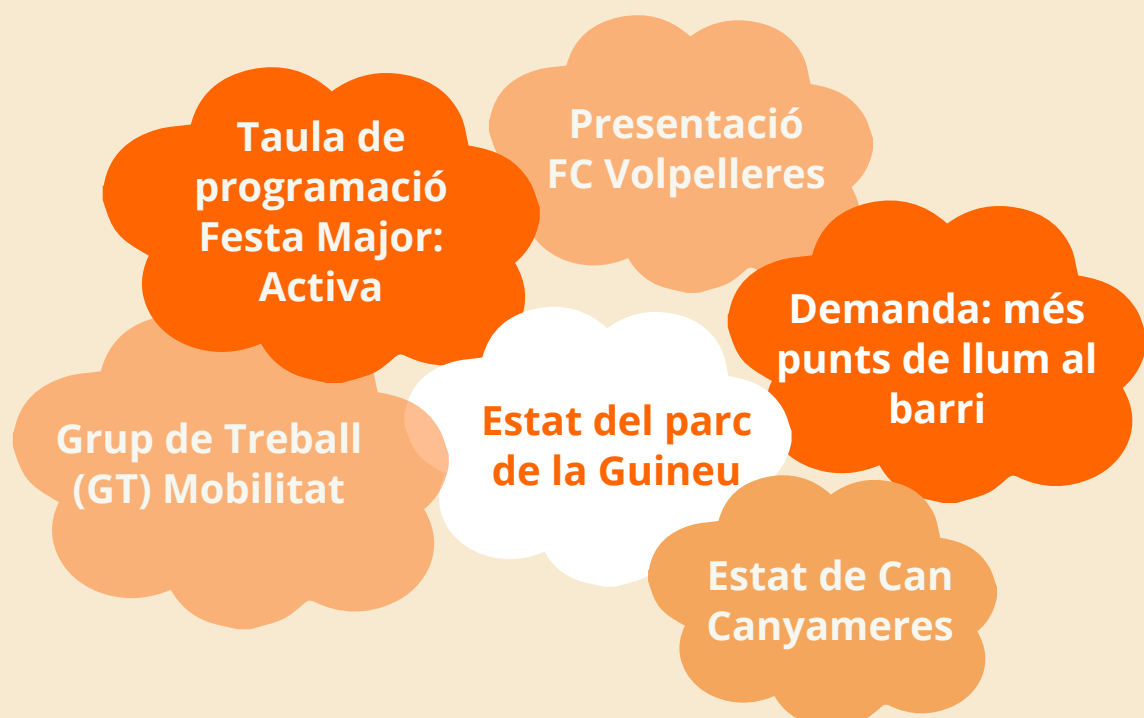 Taula de
programació
Festa Major:
Activa
Presentació
FC Volpelleres
Demanda: més
punts de llum al
barri
Grup de Treball
(GT) Mobilitat
Estat del parc
de la Guineu
Estat de Can
Canyameres